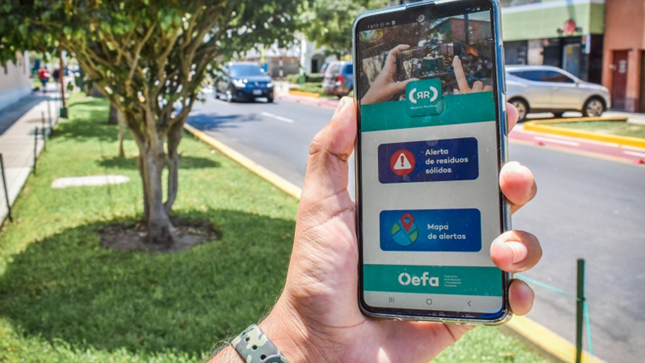 RR
Alerta
de residuos
sólidos
Mapa
de alertas
Oefa